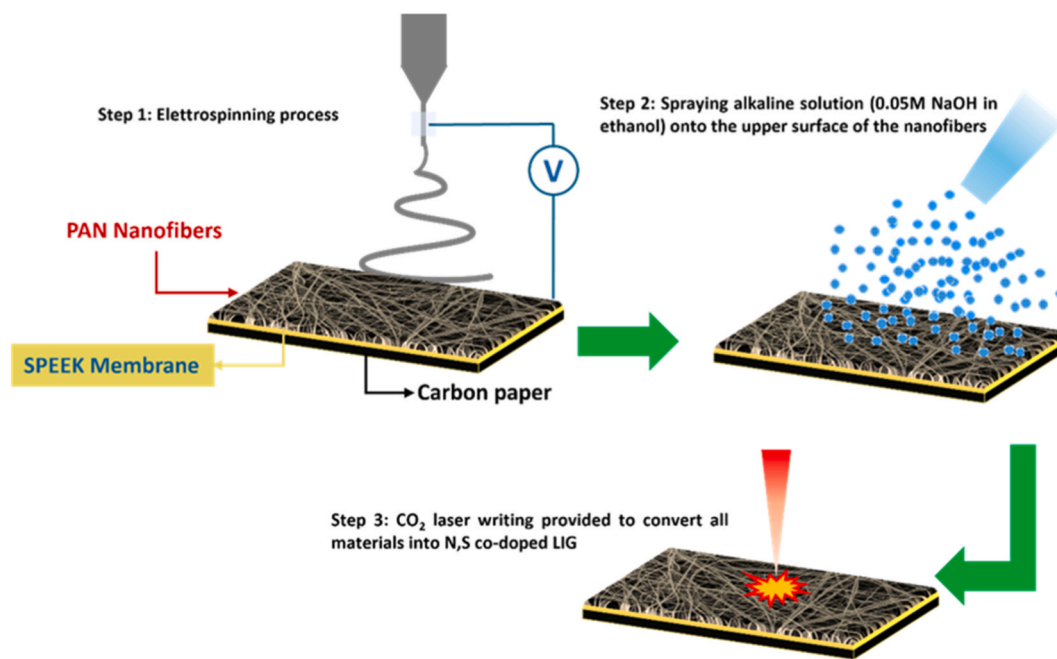 Step 1: Elettrospinning process
Step 2: Spraying alkaline solution (0.05M NaOH in
ethanol) onto the upper surface of the nanofibers
V
PAN Nanofibers
SPEEK Membrane
Carbon paper
Step 3: CO₂ laser writing provided to convert all
materials into N,S co-doped LIG